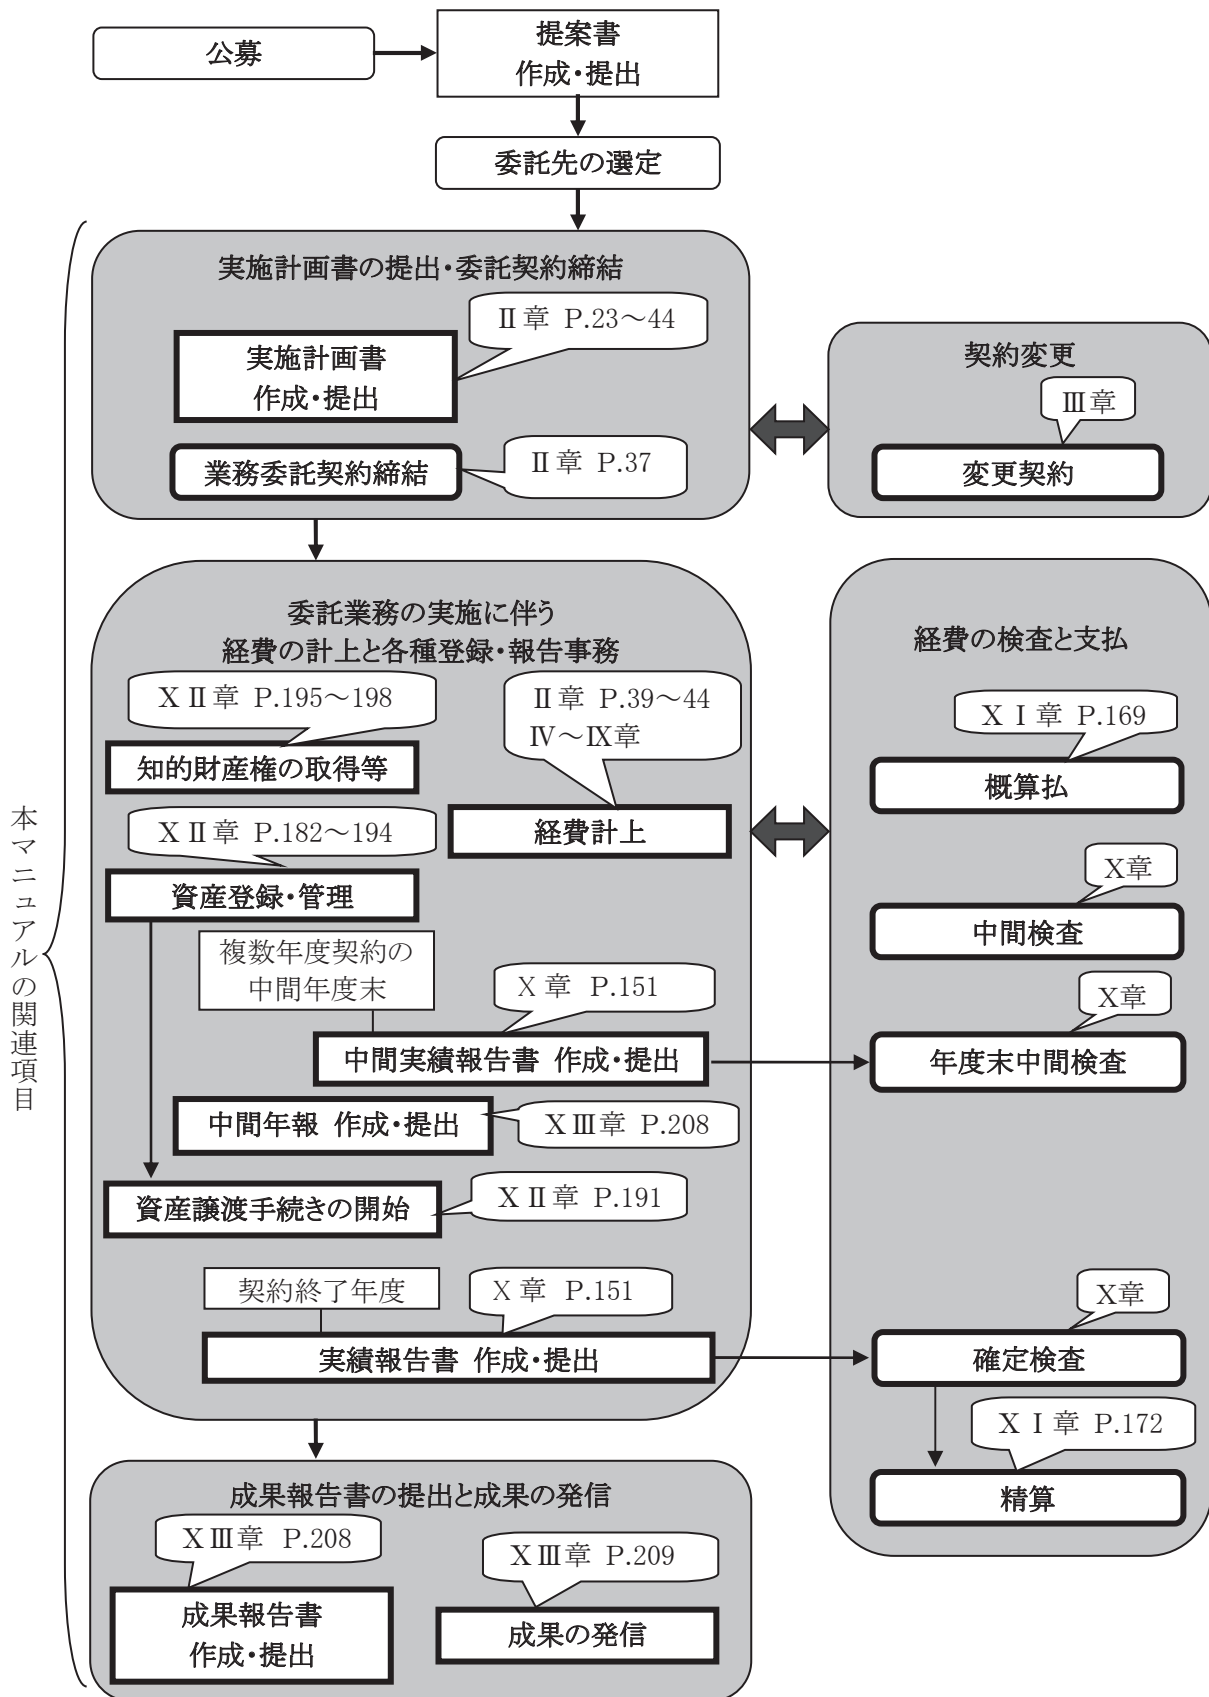 公募
提案書
作成・提出
委託先の選定
本マニュアルの関連項目
実施計画書の提出・委託契約締結
Ⅱ章 P.23～44
実施計画書
作成・提出
業務委託契約締結
Ⅱ章 P.37
契約変更
Ⅲ章
変更契約
委託業務の実施に伴う
経費の計上と各種登録・報告事務
ⅩⅡ章 P.195～198
知的財産権の取得等
Ⅱ章 P.39～44
Ⅳ～Ⅸ章
経費計上
ⅩⅡ章 P.182～194
資産登録・管理
複数年度契約の
中間年度末
Ⅹ章 P.151
中間実績報告書 作成・提出
中間年報 作成・提出
ⅩⅢ章 P.208
資産譲渡手続きの開始
ⅩⅡ章 P.191
契約終了年度
Ⅹ章 P.151
実績報告書 作成・提出
経費の検査と支払
ⅩⅠ章 P.169
概算払
Ⅹ章
中間検査
Ⅹ章
年度末中間検査
Ⅹ章
確定検査
ⅩⅠ章 P.172
精算
成果報告書の提出と成果の発信
ⅩⅢ章 P.208
成果報告書
作成・提出
ⅩⅢ章 P.209
成果の発信